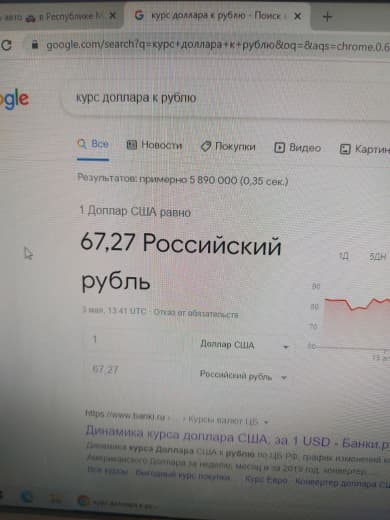 авто в Республике
курс доллара к рублю - Поиск
google.com/search?q=курс+доллара+к+рублю&oq=&aqs=chrome.0.6
gle
курс доллара к рублю
Все Новости Покупки Видео Картин
Результатов: примерно 5 890 000 (0,35 сек.)
1 Доллар США равно
67,27 Российский
рубль
3 мая, 13:41 UTC · Отказ от обязательств
1Д 5ДН
90
80
70
60
1 Доллар США
67,27 Российский рубль
https://www.banki.ru › ... › Курсы валют ЦБ
Динамика курса доллара США, за 1 USD - Банки.р
Динамика курса Доллара США к рублю по ЦБ РФ, график изменения
Американского Доллара за неделю, месяц и за 2019 год, конвертер
Все курсы · Выгодный курс покупки · Курс Евро · Конвертер доллара
курс доллара к